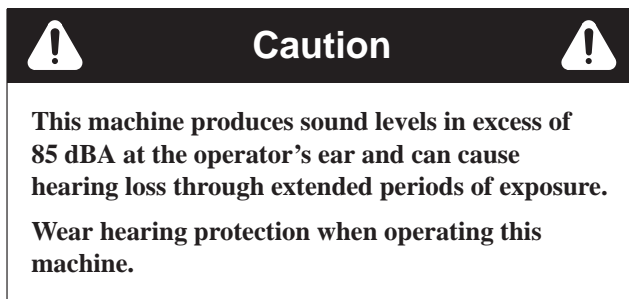 Caution
This machine produces sound levels in excess of
85 dBA at the operator’s ear and can cause
hearing loss through extended periods of exposure.
Wear hearing protection when operating this
machine.